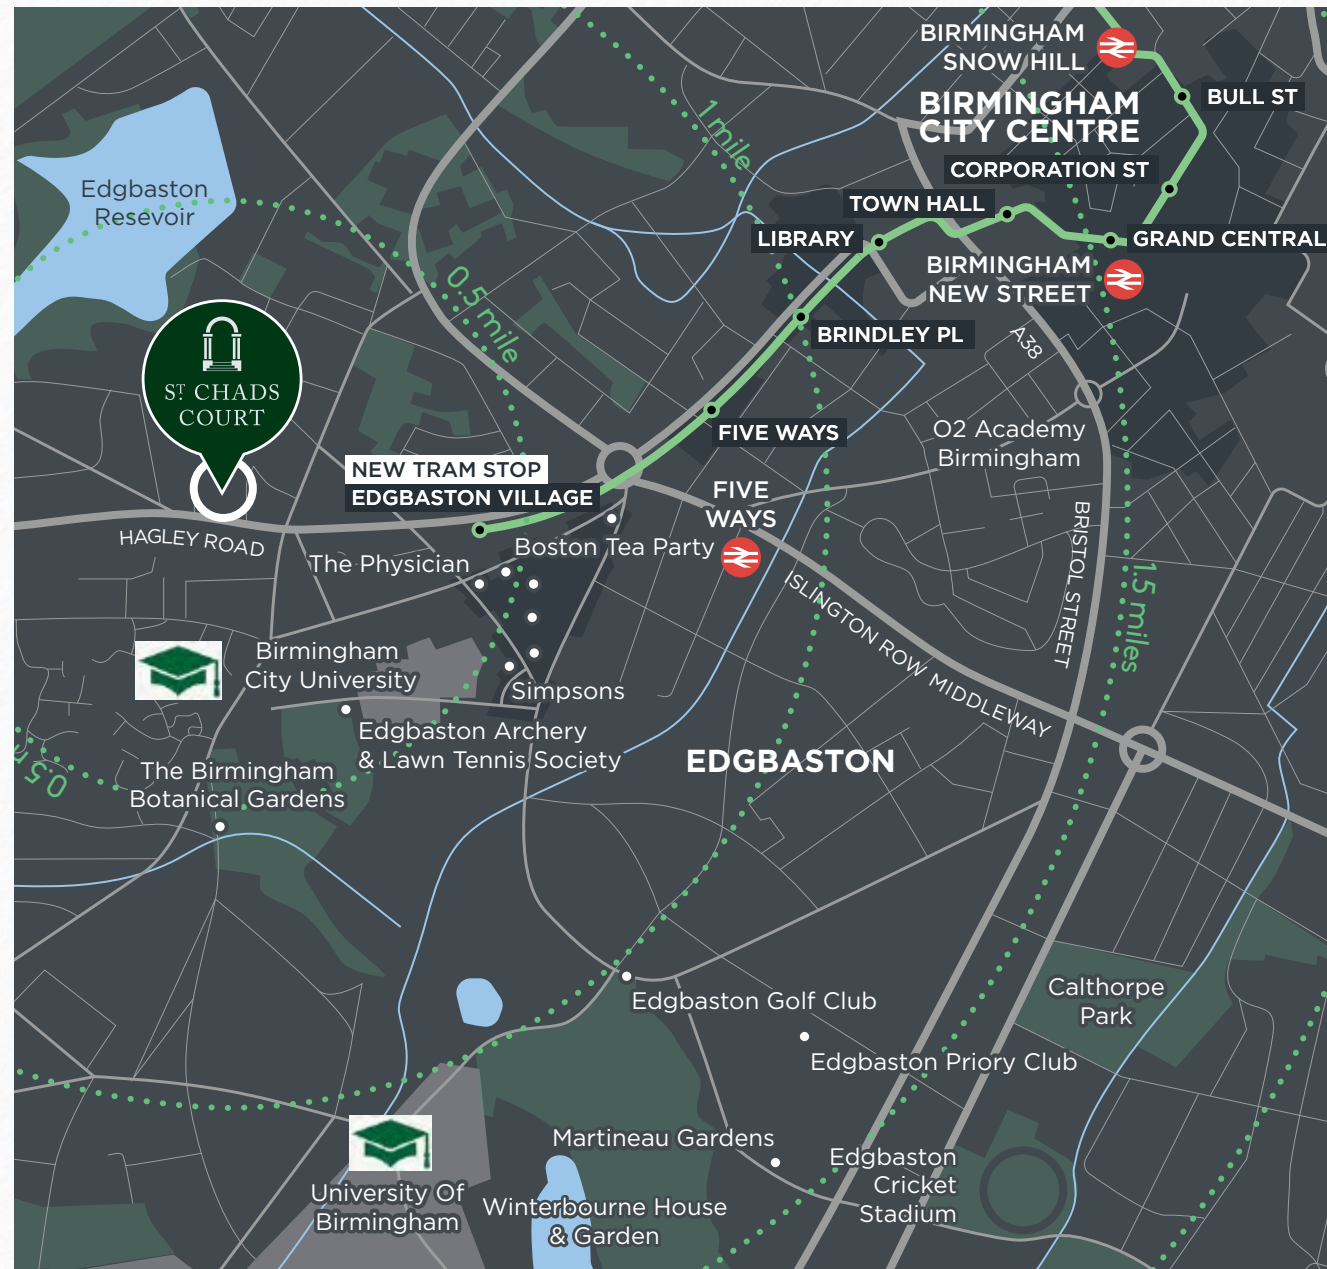 BIRMINGHAM
SNOW HILL
BULL ST
BIRMINGHAM
CITY CENTRE
1 mile
CORPORATION ST
Edgbaston
Resevoir
TOWN HALL
LIBRARY
GRAND CENTRAL
BIRMINGHAM
NEW STREET
0.5 mile
BRINDLEY PL
A38
ST CHADS
COURT
FIVE WAYS
O2 Academy
Birmingham
NEW TRAM STOP
EDGBASTON VILLAGE
FIVE
WAYS
HAGLEY ROAD
Boston Tea Party
The Physician
BRISTOL STREET
1.5 miles
ISLINGTON ROW MIDDLEWAY
Birmingham
City University
Simpsons
Edgbaston Archery
& Lawn Tennis Society
EDGBASTON
0.5 m
The Birmingham
Botanical Gardens
Edgbaston Golf Club
Calthorpe
Park
Edgbaston Priory Club
Martineau Gardens
Edgbaston
Cricket
Stadium
University Of
Birmingham
Winterbourne House
& Garden